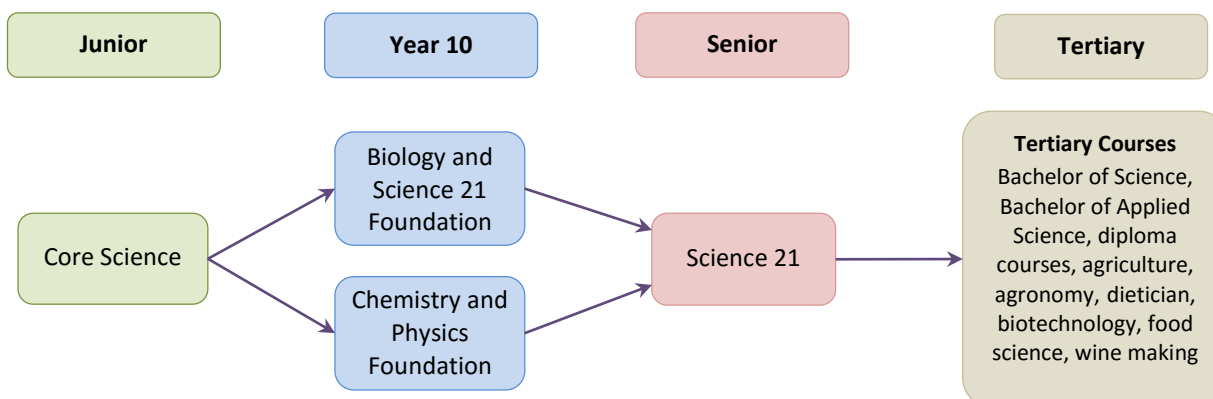 Junior
Year 10
Senior
Tertiary
Core Science
Biology and
Science 21
Foundation
Chemistry and
Physics
Foundation
Science 21
Tertiary Courses
Bachelor of Science,
Bachelor of Applied
Science, diploma
courses, agriculture,
agronomy, dietician,
biotechnology, food
science, wine making